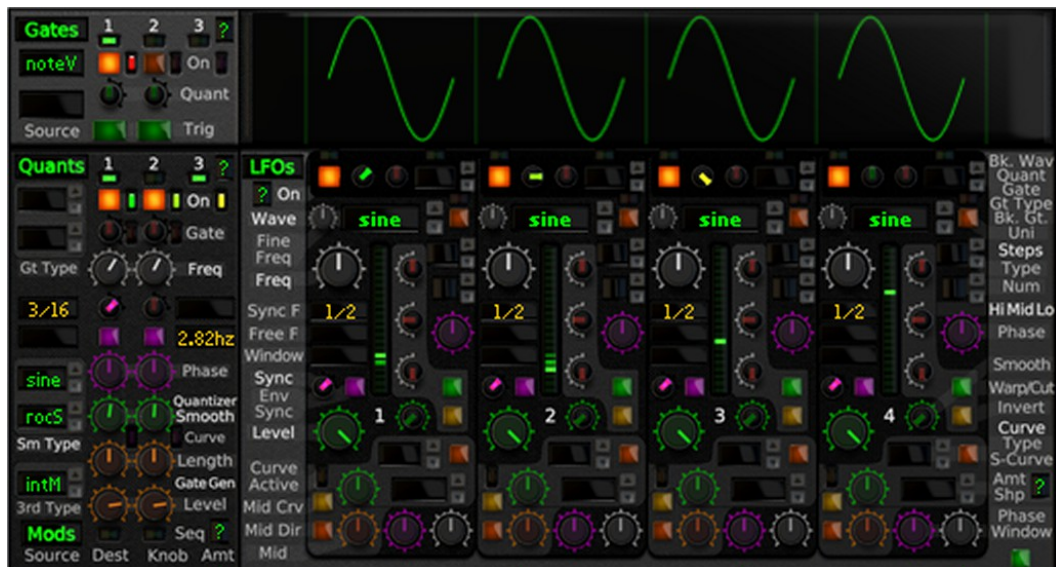 Gates 1 2 3 ?
noteV On
Quant
Source Trig
Quants 1 2 3 ?
On
Gate
Gt Type Freq
3/16
2.82hz
Phase
sine
Quantizer
rocS Smooth
Sm Type Curve
Length
intM Gate Gen
3rd Type Level
Mods Seq ?
Source Dest Knob Amt
LFOs
? On
Wave
Fine
Freq
Freq
Sync F
Free F
Window
Sync
Env
Sync
Level
Curve
Active
Mid Crv
Mid Dir
Mid
sine sine sine sine
1/2 1/2 1/2 1/2
1 2 3 4
Bk. Wav
Quant
Gate
Gt Type
Bk. Gt.
Uni
Steps
Type
Num
Hi Mid Lo
Phase
Smooth
Warp/Cut
Invert
Curve
Type
S-Curve
Amt ?
Shp
Phase
Window